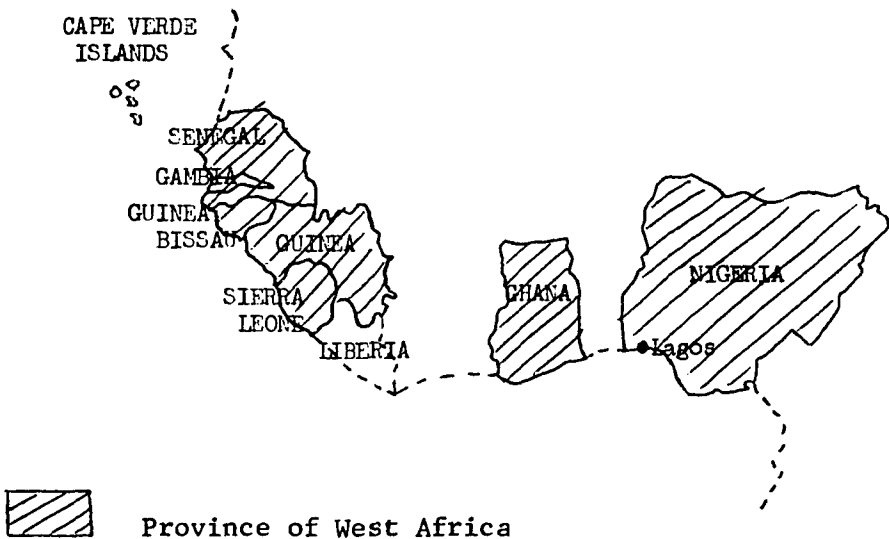 CAPE VERDE
ISLANDS
SENEGAL
GAMBIA
GUINEA
BISSAU
GUINEA
SIERRA
LEONE
LIBERIA
GHANA
NIGERIA
Lagos
Province of West Africa